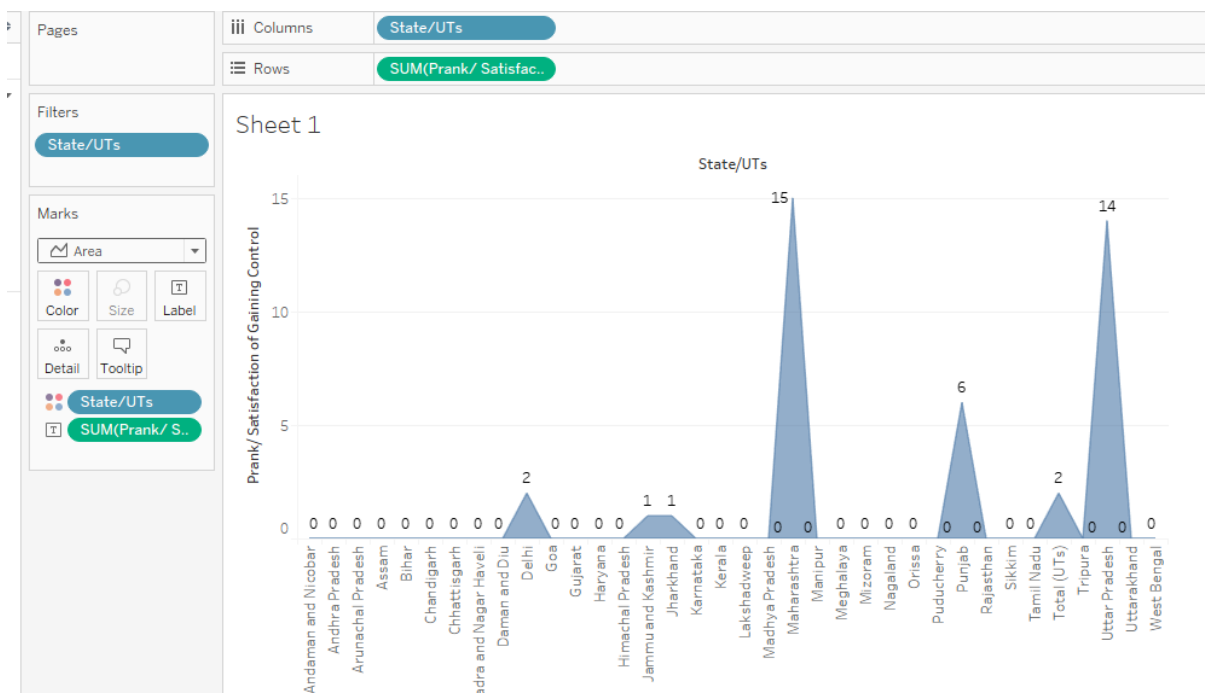 Pages
Columns
State/UTs
Rows
SUM(Prank/ Satisfac..
Filters
State/UTs
Marks
Area
Color
Size
Label
Detail
Tooltip
State/UTs
SUM(Prank/ S..
Sheet 1
State/UTs
Prank/ Satisfaction of Gaining Control
15
10
5
0
0 0 0 0 0 0 0 0 0 2 0 0 0 0 1 1 0 0 0 0 15 0 0 0 0 0 0 6 0 0 0 2 0 14 0 0
Andaman and Nicobar
Andhra Pradesh
Arunachal Pradesh
Assam
Bihar
Chandigarh
Chhattisgarh
adra and Nagar Haveli
Daman and Diu
Delhi
Goa
Gujarat
Haryana
Himachal Pradesh
Jammu and Kashmir
Jharkhand
Karnataka
Kerala
Lakshadweep
Madhya Pradesh
Maharashtra
Manipur
Meghalaya
Mizoram
Nagaland
Orissa
Puducherry
Punjab
Rajasthan
Sikkim
Tamil Nadu
Total (UTs)
Tripura
Uttar Pradesh
Uttarakhand
West Bengal